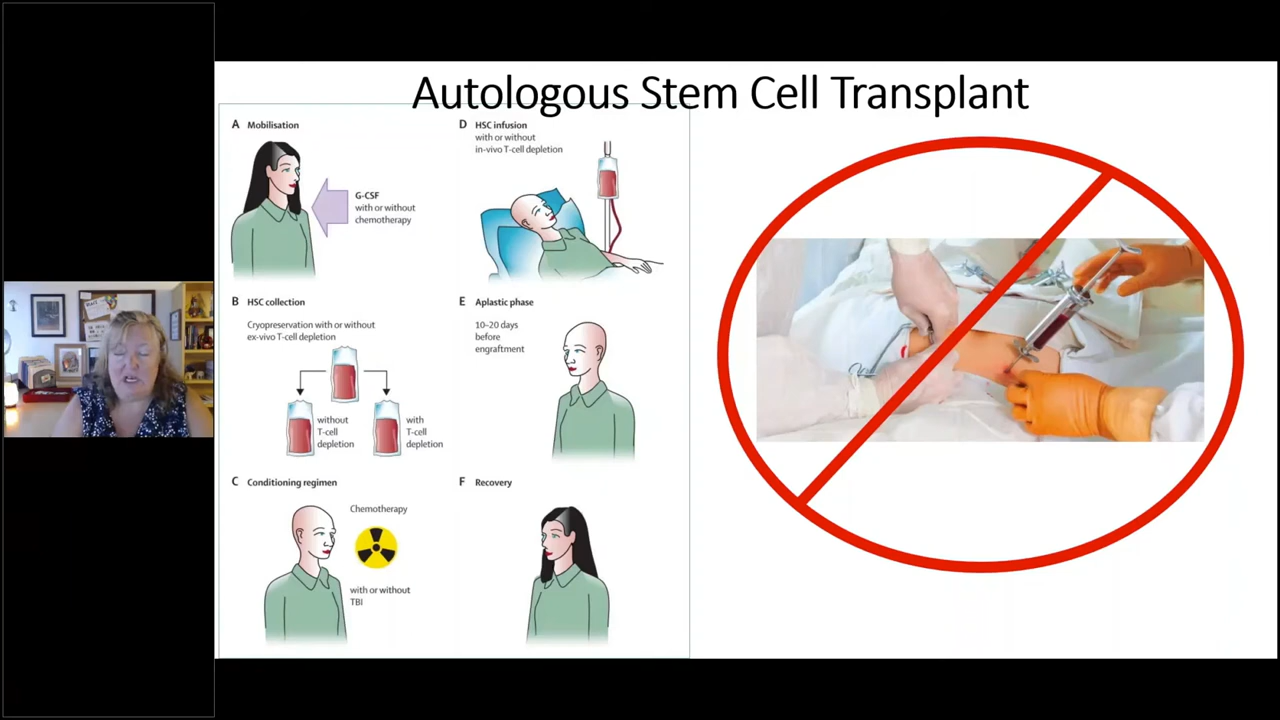 Autologous Stem Cell Transplant
A Mobilisation
G-CSF
with or without
chemotherapy
B HSC collection
Cryopreservation with or without
ex-vivo T-cell depletion
without
T-cell
depletion
with
T-cell
depletion
C Conditioning regimen
Chemotherapy
with or without
TBI
D HSC infusion
with or without
in-vivo T-cell depletion
E Aplastic phase
10–20 days
before
engraftment
F Recovery